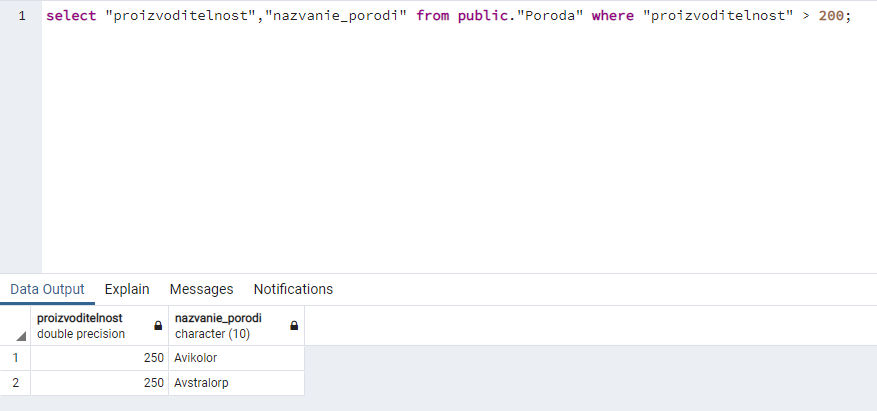 1 select "proizvoditelnost","nazvanie_porodi" from public."Poroda" where "proizvoditelnost" > 200;
Data Output Explain Messages Notifications
proizvoditelnost nazvanie_porodi
double precision character (10)
1 250 Avikolor
2 250 Avstralorp